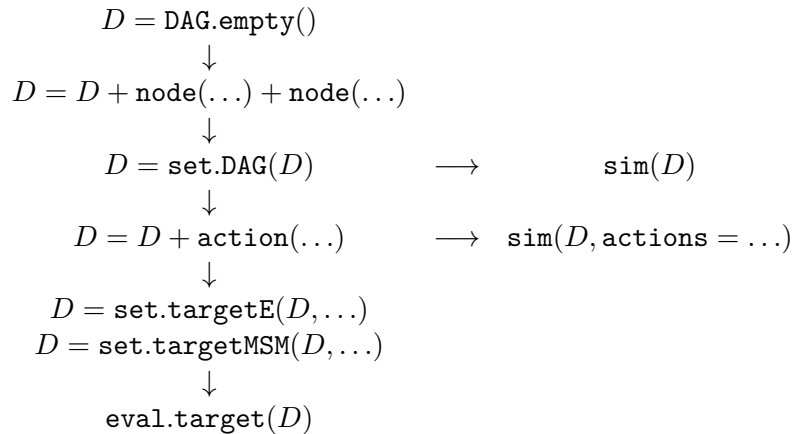 D = DAG.empty()
↓
D = D + node(...) + node(...)
↓
D = set.DAG(D) ⟶ sim(D)
↓
D = D + action(...) ⟶ sim(D, actions = ...)
↓
D = set.targetE(D, ...)
D = set.targetMSM(D, ...)
↓
eval.target(D)